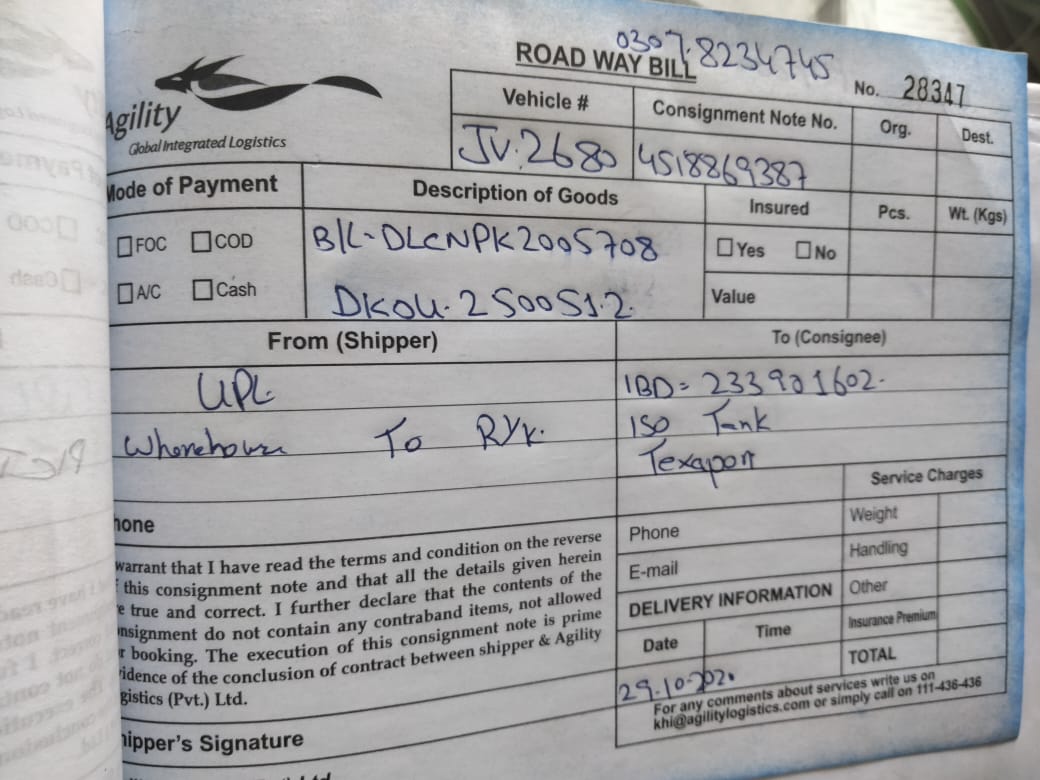 0307.8234745
ROAD WAY BILL
No. 28347
Agility
Global Integrated Logistics
Vehicle #
Consignment Note No.
Org.
Dest.
JV.2680
4518869387
Mode of Payment
Description of Goods
Insured
Pcs.
Wt. (Kgs)
FOC
COD
B/L-DLCNPK2005708
Yes
No
A/C
Cash
DKOU.250051.2
Value
From (Shipper)
To (Consignee)
UPL
IBD= 233901602.
Whorehouse To RYK.
ISO Tank
Texapon
Service Charges
hone
Phone
Weight
E-mail
Handling
DELIVERY INFORMATION
Other
Date
Time
Insurance Premium
TOTAL
29.10.2020
warrant that I have read the terms and condition on the reverse
f this consignment note and that all the details given herein
e true and correct. I further declare that the contents of the
nsignment do not contain any contraband items, not allowed
r booking. The execution of this consignment note is prime
idence of the conclusion of contract between shipper & Agility
gistics (Pvt.) Ltd.
For any comments about services write us on
khi@agilitylogistics.com or simply call on 111-436-436
hipper's Signature